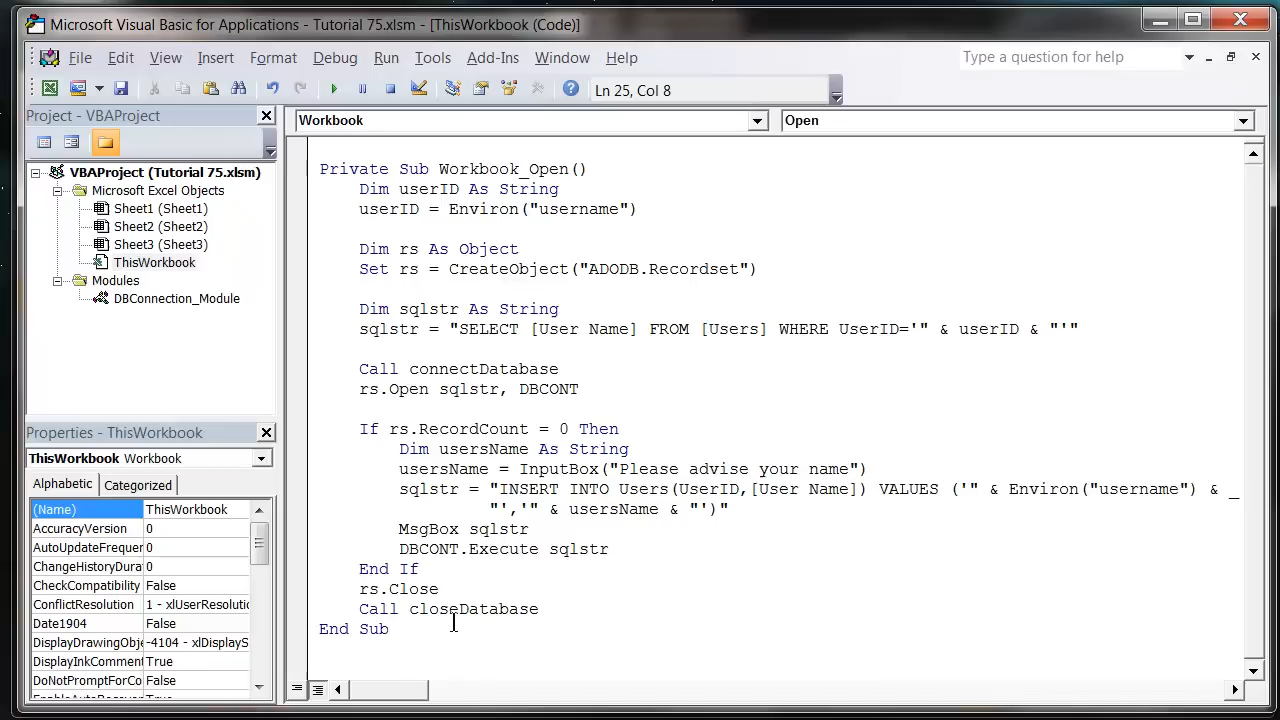 Microsoft Visual Basic for Applications - Tutorial 75.xlsm - [ThisWorkbook (Code)]
File Edit View Insert Format Debug Run Tools Add-Ins Window Help
Type a question for help
Ln 25, Col 8
Project - VBAProject
VBAProject (Tutorial 75.xlsm)
Microsoft Excel Objects
Sheet1 (Sheet1)
Sheet2 (Sheet2)
Sheet3 (Sheet3)
ThisWorkbook
Modules
DBConnection_Module
Properties - ThisWorkbook
ThisWorkbook Workbook
Alphabetic Categorized
(Name) ThisWorkbook
AccuracyVersion 0
AutoUpdateFrequer 0
ChangeHistoryDura 0
CheckCompatibility False
ConflictResolution 1 - xlUserResolutio
Date1904 False
DisplayDrawingObje -4104 - xlDisplayS
DisplayInkComment True
DoNotPromptForCo False
Workbook Open
Private Sub Workbook_Open()
Dim userID As String
userID = Environ("username")
Dim rs As Object
Set rs = CreateObject("ADODB.Recordset")
Dim sqlstr As String
sqlstr = "SELECT [User Name] FROM [Users] WHERE UserID='" & userID & "'"
Call connectDatabase
rs.Open sqlstr, DBCONT
If rs.RecordCount = 0 Then
Dim usersName As String
usersName = InputBox("Please advise your name")
sqlstr = "INSERT INTO Users(UserID,[User Name]) VALUES ('" & Environ("username") & _
"','" & usersName & "')"
MsgBox sqlstr
DBCONT.Execute sqlstr
End If
rs.Close
Call closeDatabase
End Sub